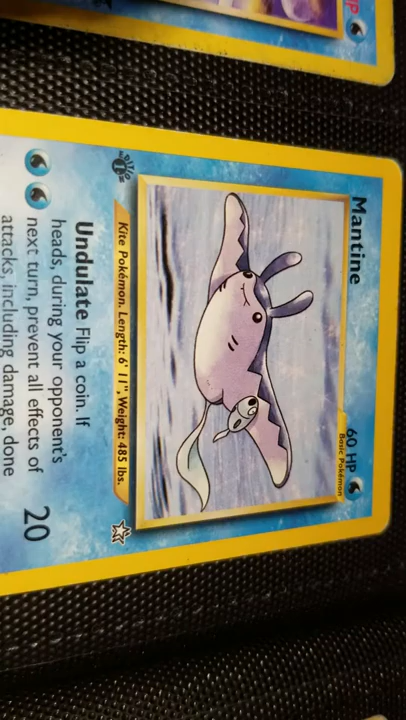 HP
Mantine
60 HP
Basic Pokémon
Kite Pokémon. Length: 6' 11", Weight: 485 lbs.
Undulate Flip a coin. If
heads, during your opponent's
next turn, prevent all effects of
attacks, including damage, done
20